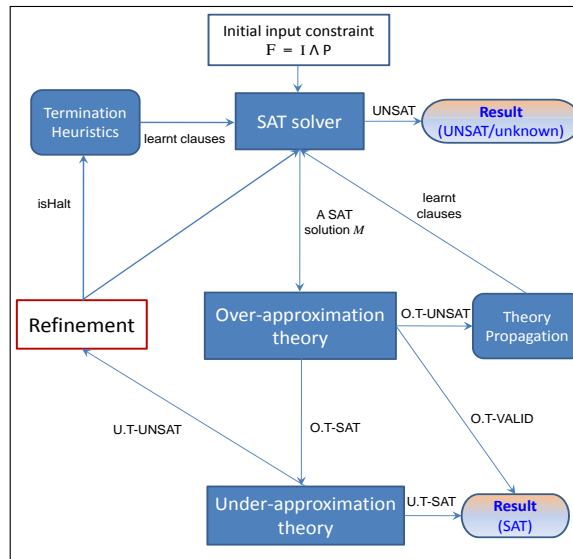 Initial input constraint
F = I ∧ P
Termination
Heuristics
learnt clauses
SAT solver
UNSAT
Result
(UNSAT/unknown)
isHalt
A SAT
solution M
learnt
clauses
Refinement
Over-approximation
theory
O.T-UNSAT
Theory
Propagation
U.T-UNSAT
O.T-SAT
O.T-VALID
Under-approximation
theory
U.T-SAT
Result
(SAT)